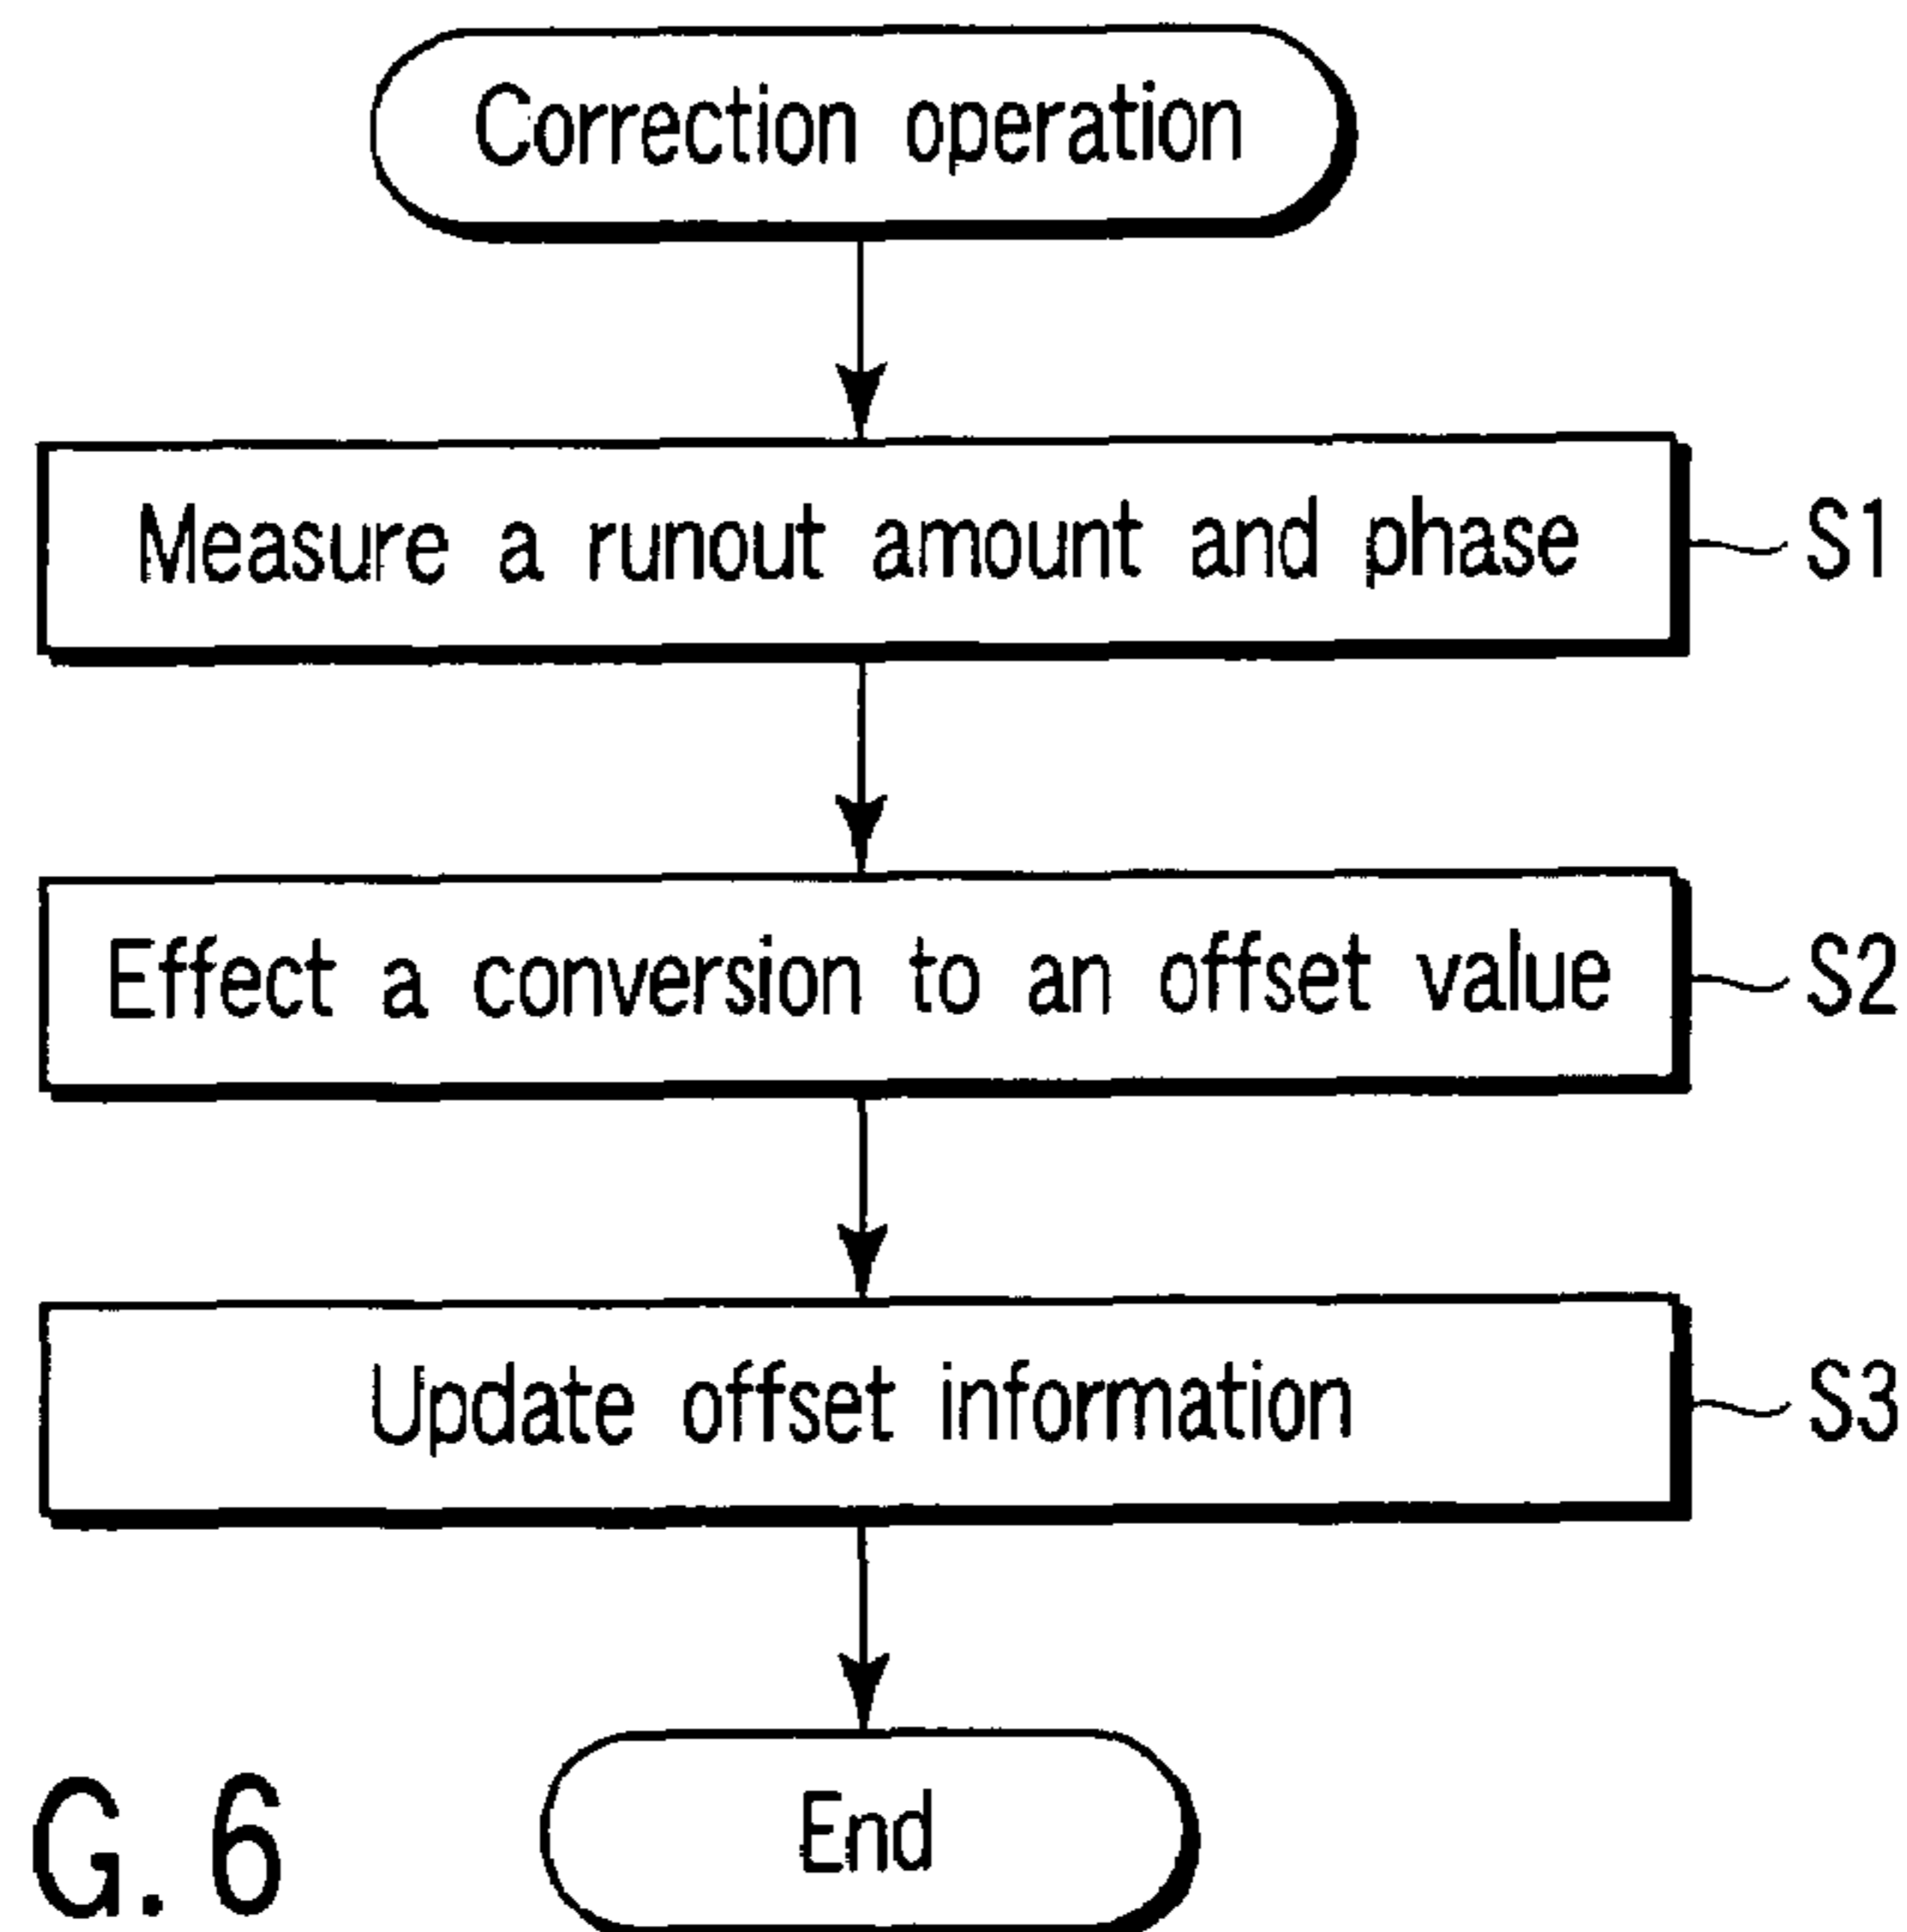 Correction operation
Measure a runout amount and phase
S1
Effect a conversion to an offset value
S2
Update offset information
S3
End
G. 6